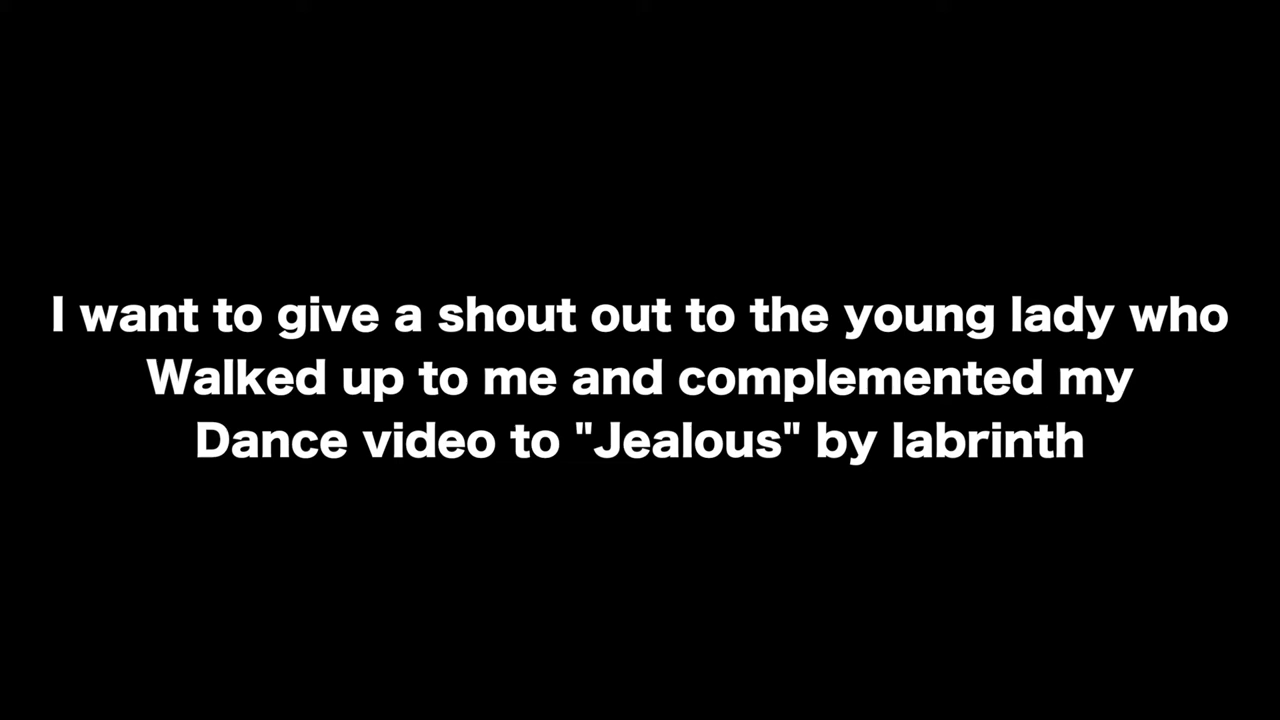 I want to give a shout out to the young lady who
Walked up to me and complemented my
Dance video to "Jealous" by labrinth